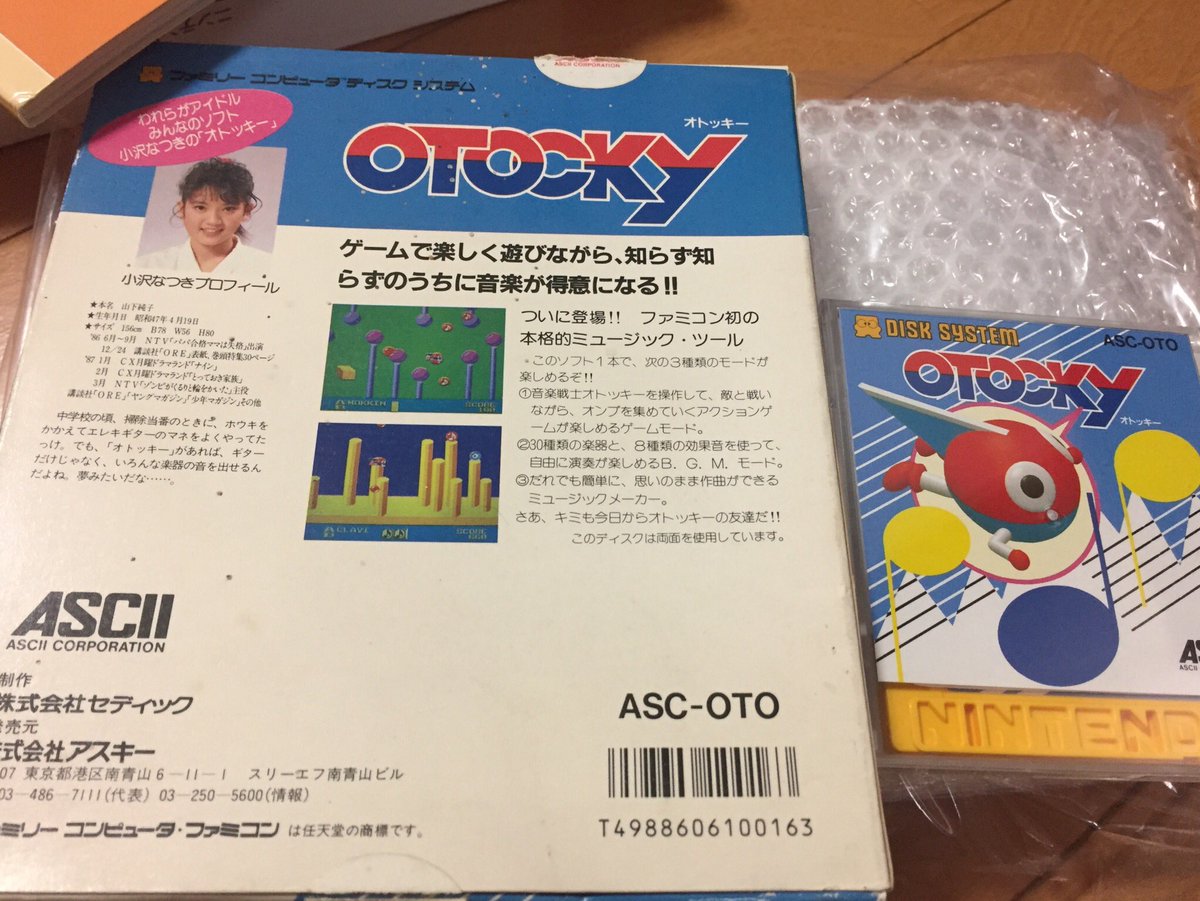 ASCII CORPORATION
ファミリー コンピュータ ディスク システム
われらがアイドル
みんなのソフト
小沢なつきの「オトッキー」
オトッキー
OTOCKY
小沢なつきプロフィール
★本名 山下純子
★生年月日 昭和47年4月19日
★サイズ 156cm B78 W56 H80
'86 6月〜9月 NTV「パパ合格ママは失格」出演
12/24 講談社「ORE」表紙、巻頭特集30ページ
'87 1月 CX月曜ドラマランド「ナイン」
2月 CX月曜ドラマランド「とっておき家族」
3月 NTV「ゾンビがぐるりと輪をかいた」主役
講談社「ORE」「ヤングマガジン」「少年マガジン」その他
中学校の頃、掃除当番のときに、ホウキを
かかえてエレキギターのマネをよくやってた
っけ。でも、「オトッキー」があれば、ギター
だけじゃなく、いろんな楽器の音を出せるん
だよね。夢みたいだな……。
ゲームで楽しく遊びながら、知らず知
らずのうちに音楽が得意になる!!
ついに登場!! ファミコン初の
本格的ミュージック・ツール
*このソフト1本で、次の3種類のモードが
楽しめるぞ!!
①音楽戦士オトッキーを操作して、敵と戦い
ながら、オンプを集めていくアクションゲ
ームが楽しめるゲームモード。
②30種類の楽器と、8種類の効果音を使って、
自由に演奏が楽しめるB.G.M.モード。
③だれでも簡単に、思いのまま作曲ができる
ミュージックメーカー。
さあ、キミも今日からオトッキーの友達だ!!
このディスクは両面を使用しています。
SCORE
CLAVI
SCORE
ASCII
ASCII CORPORATION
制作
株式会社セディック
発売元
式会社アスキー
07 東京都港区南青山6-11-1 スリーエフ南青山ビル
03-486-7111(代表) 03-250-5600(情報)
ミリー コンピュータ・ファミコン は任天堂の商標です。
ASC-OTO
T4988606100163
DISK SYSTEM
ASC-OTO
OTOCKY
オトッキー
NINTEND